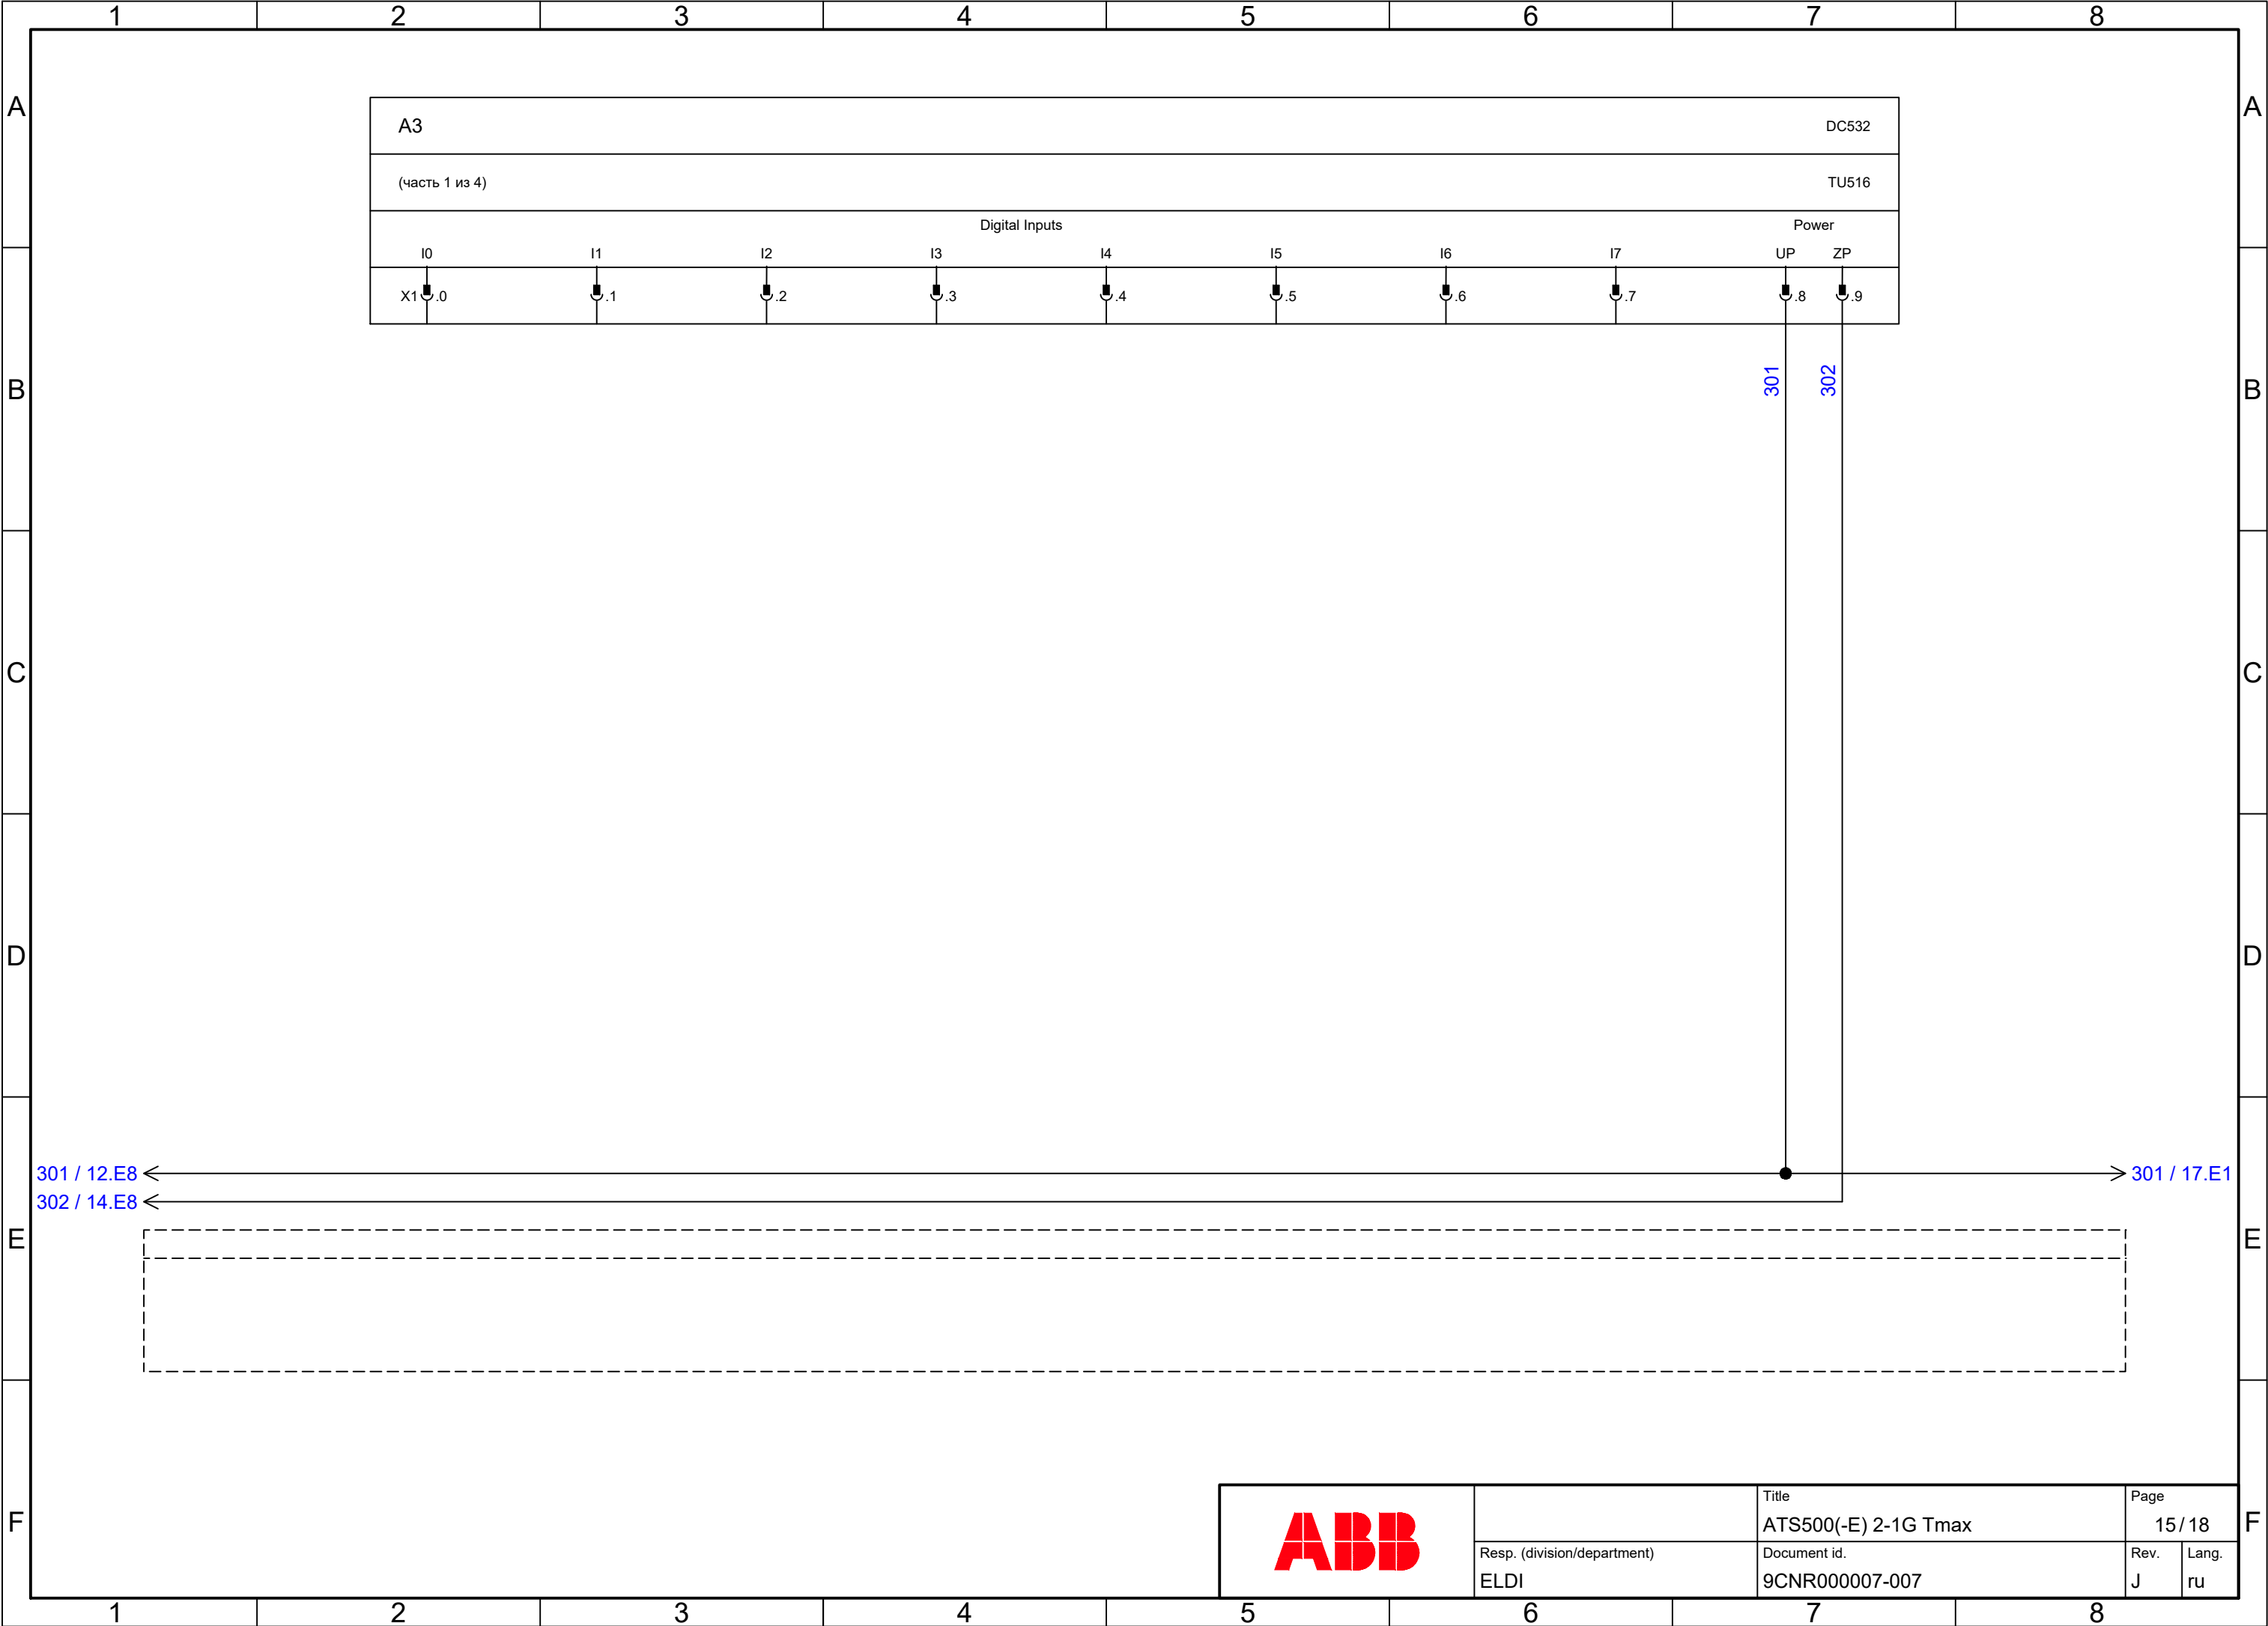 1 2 3 4 5 6 7 8
A A
A3 DC532
(часть 1 из 4) TU516
Digital Inputs Power
I0 I1 I2 I3 I4 I5 I6 I7 UP ZP
X1 .0 .1 .2 .3 .4 .5 .6 .7 .8 .9
301 302
B B
C C
D D
301 / 12.E8 301 / 17.E1
302 / 14.E8
E E
F F
ABB
Title
ATS500(-E) 2-1G Tmax
Page
15/18
Resp. (division/department)
ELDI
Document id.
9CNR000007-007
Rev.
J
Lang.
ru
1 2 3 4 5 6 7 8